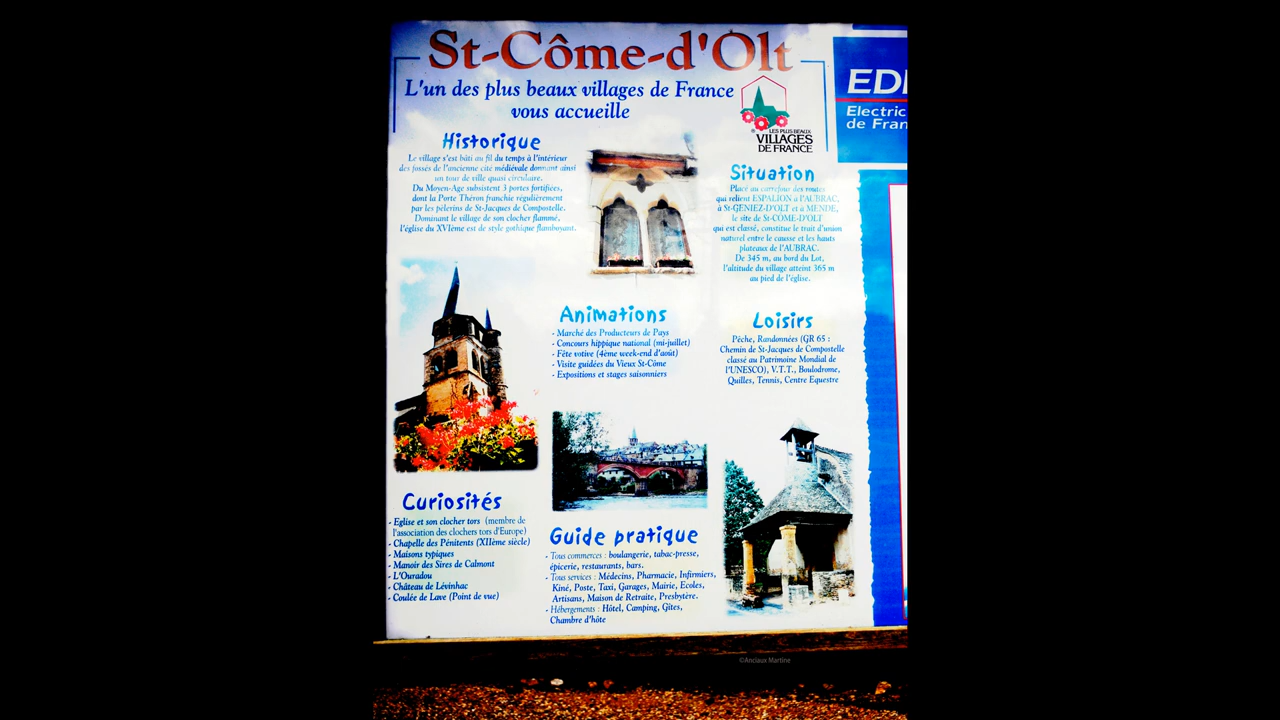 St-Côme-d'Olt
L'un des plus beaux villages de France
vous accueille
® LES PLUS BEAUX
VILLAGES
DE FRANCE
EDF
Electric
de Fran
Historique
Le village s'est bâti au fil du temps à l'intérieur
des fossés de l'ancienne cité médiévale donnant ainsi
un tour de ville quasi circulaire.
Du Moyen-Age subsistent 3 portes fortifiées,
dont la Porte Théron franchie régulièrement
par les pèlerins de St-Jacques de Compostelle.
Dominant le village de son clocher flammé,
l'église du XVIème est de style gothique flamboyant.
Situation
Placé au carrefour des routes
qui relient ESPALION à l'AUBRAC,
à St-GENIEZ-D'OLT et à MENDE,
le site de St-COME-D'OLT
qui est classé, constitue le trait d'union
naturel entre le causse et les hauts
plateaux de l'AUBRAC.
De 345 m, au bord du Lot,
l'altitude du village atteint 365 m
au pied de l'église.
Animations
- Marché des Producteurs de Pays
- Concours hippique national (mi-juillet)
- Fête votive (4ème week-end d'août)
- Visite guidées du Vieux St-Côme
- Expositions et stages saisonniers
Loisirs
Pêche, Randonnées (GR 65 :
Chemin de St-Jacques de Compostelle
classé au Patrimoine Mondial de
l'UNESCO), V.T.T., Boulodrome,
Quilles, Tennis, Centre Equestre
Curiosités
- Eglise et son clocher tors (membre de
l'association des clochers tors d'Europe)
- Chapelle des Pénitents (XIIème siècle)
- Maisons typiques
- Manoir des Sires de Calmont
- L'Ouradou
- Château de Lévinhac
- Coulée de Lave (Point de vue)
Guide pratique
- Tous commerces : boulangerie, tabac-presse,
épicerie, restaurants, bars.
- Tous services : Médecins, Pharmacie, Infirmiers,
Kiné, Poste, Taxi, Garages, Mairie, Ecoles,
Artisans, Maison de Retraite, Presbytère.
- Hébergements : Hôtel, Camping, Gîtes,
Chambre d'hôte
©Anciaux Martine